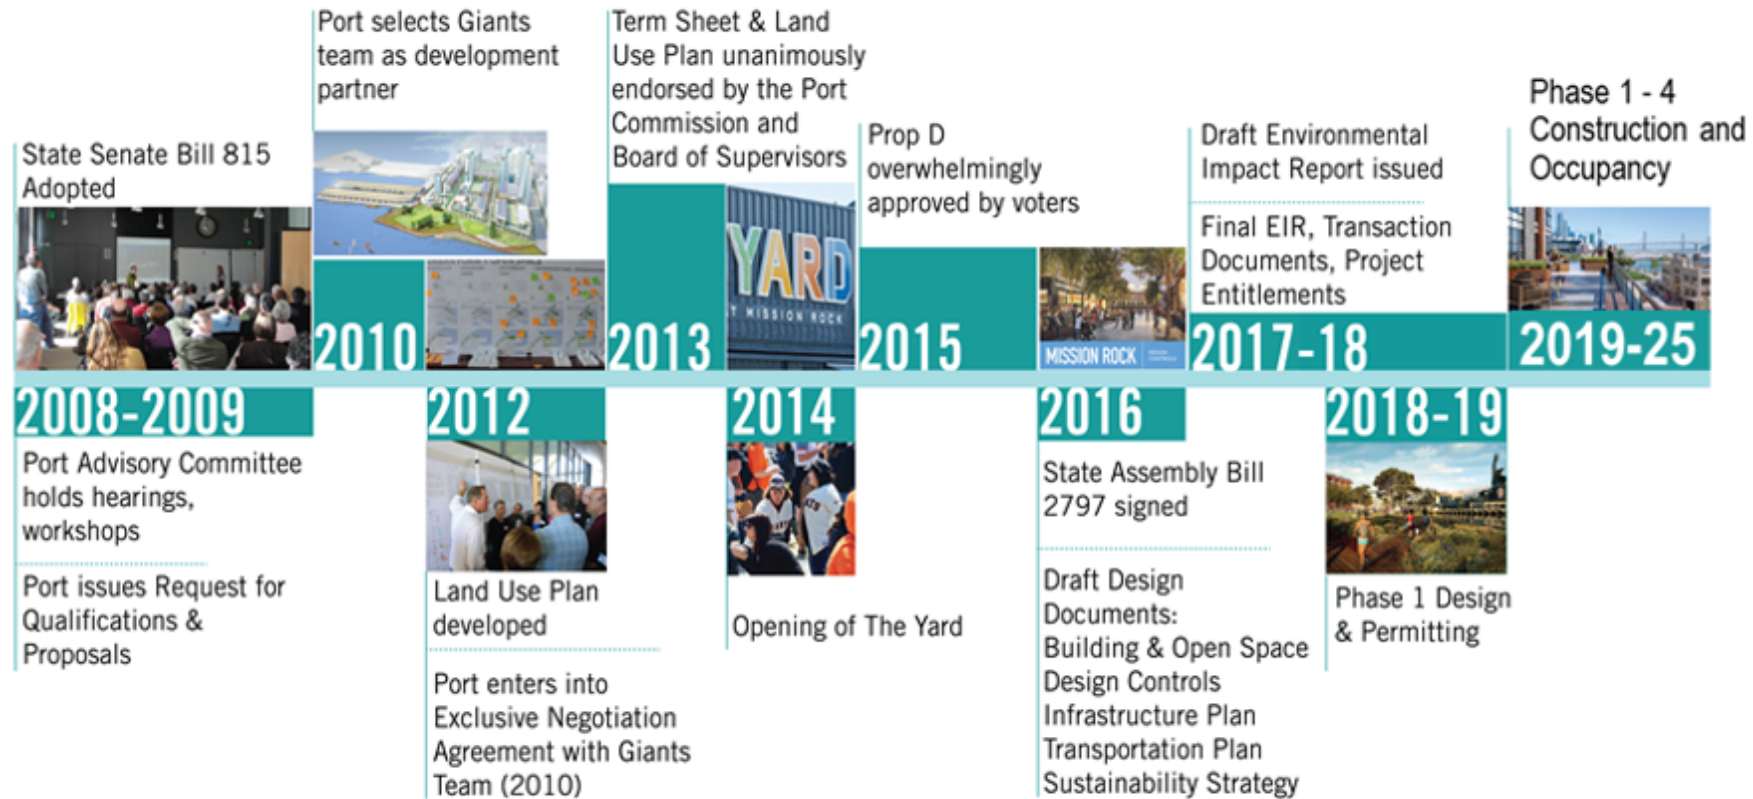 State Senate Bill 815
Adopted
2008-2009
Port Advisory Committee
holds hearings,
workshops
Port issues Request for
Qualifications &
Proposals
Port selects Giants
team as development
partner
2010
2012
Land Use Plan
developed
Port enters into
Exclusive Negotiation
Agreement with Giants
Team (2010)
Term Sheet & Land
Use Plan unanimously
endorsed by the Port
Commission and
Board of Supervisors
2013
YARD
AT MISSION ROCK
2014
Opening of The Yard
Prop D
overwhelmingly
approved by voters
2015
MISSION ROCK
2016
State Assembly Bill
2797 signed
Draft Design
Documents:
Building & Open Space
Design Controls
Infrastructure Plan
Transportation Plan
Sustainability Strategy
Draft Environmental
Impact Report issued
Final EIR, Transaction
Documents, Project
Entitlements
2017-18
2018-19
Phase 1 Design
& Permitting
Phase 1 - 4
Construction and
Occupancy
2019-25